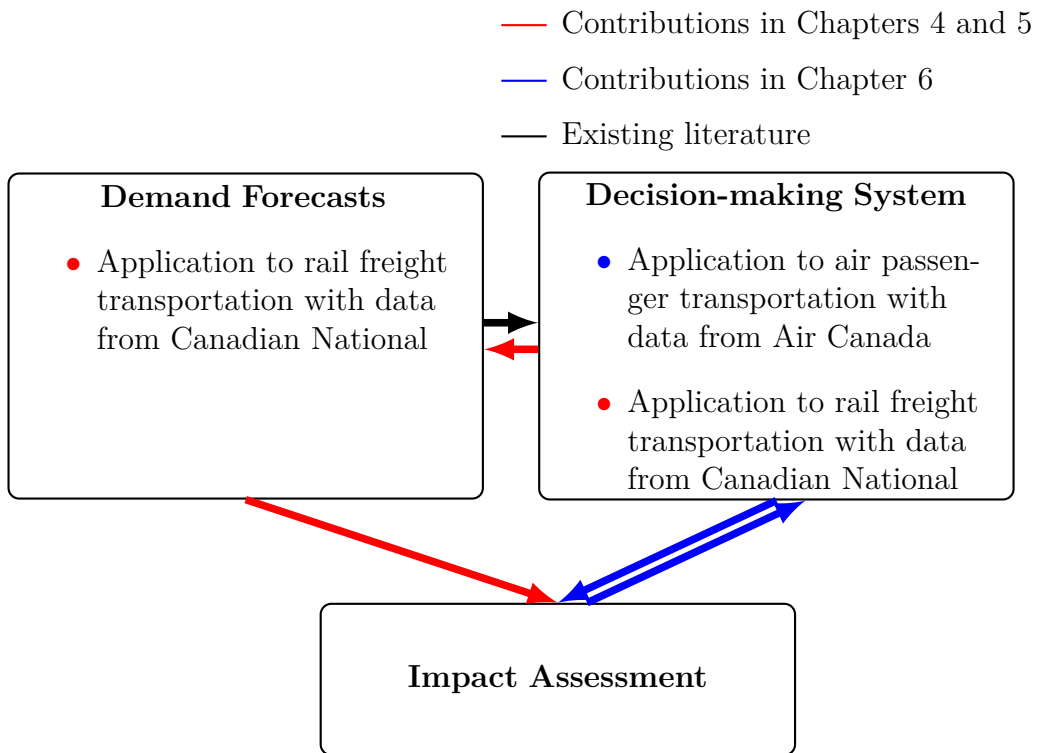 Contributions in Chapters 4 and 5
Contributions in Chapter 6
Existing literature
Demand Forecasts
• Application to rail freight
transportation with data
from Canadian National
Decision-making System
• Application to air passen-
ger transportation with
data from Air Canada
• Application to rail freight
transportation with data
from Canadian National
Impact Assessment